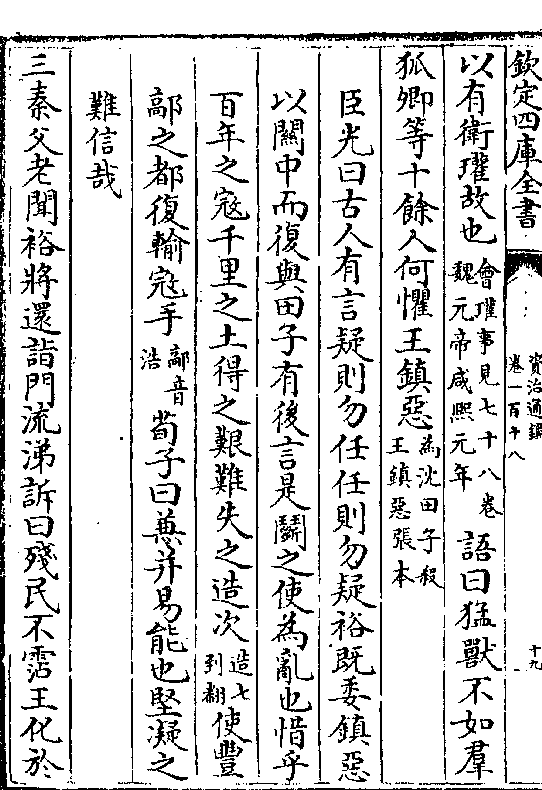 欽定四庫全書
資治通鑑
卷一百十八
十九
以有衛瓘故也會瓘事見七十八卷魏元帝咸熙元年語曰猛獸不如羣
狐卿等十餘人何懼王鎮惡為沈田子殺王鎮惡張本
臣光曰古人有言疑則勿任任則勿疑裕既委鎮惡
以關中而復與田子有後言是鬬之使為亂也惜乎
百年之寇千里之土得之艱難失之造次造七到翻使豐
鄗之都復輸寇手鄗音浩荀子曰兼并易能也堅凝之
難信哉
三秦父老聞裕將還詣門流涕訴曰殘民不霑王化於